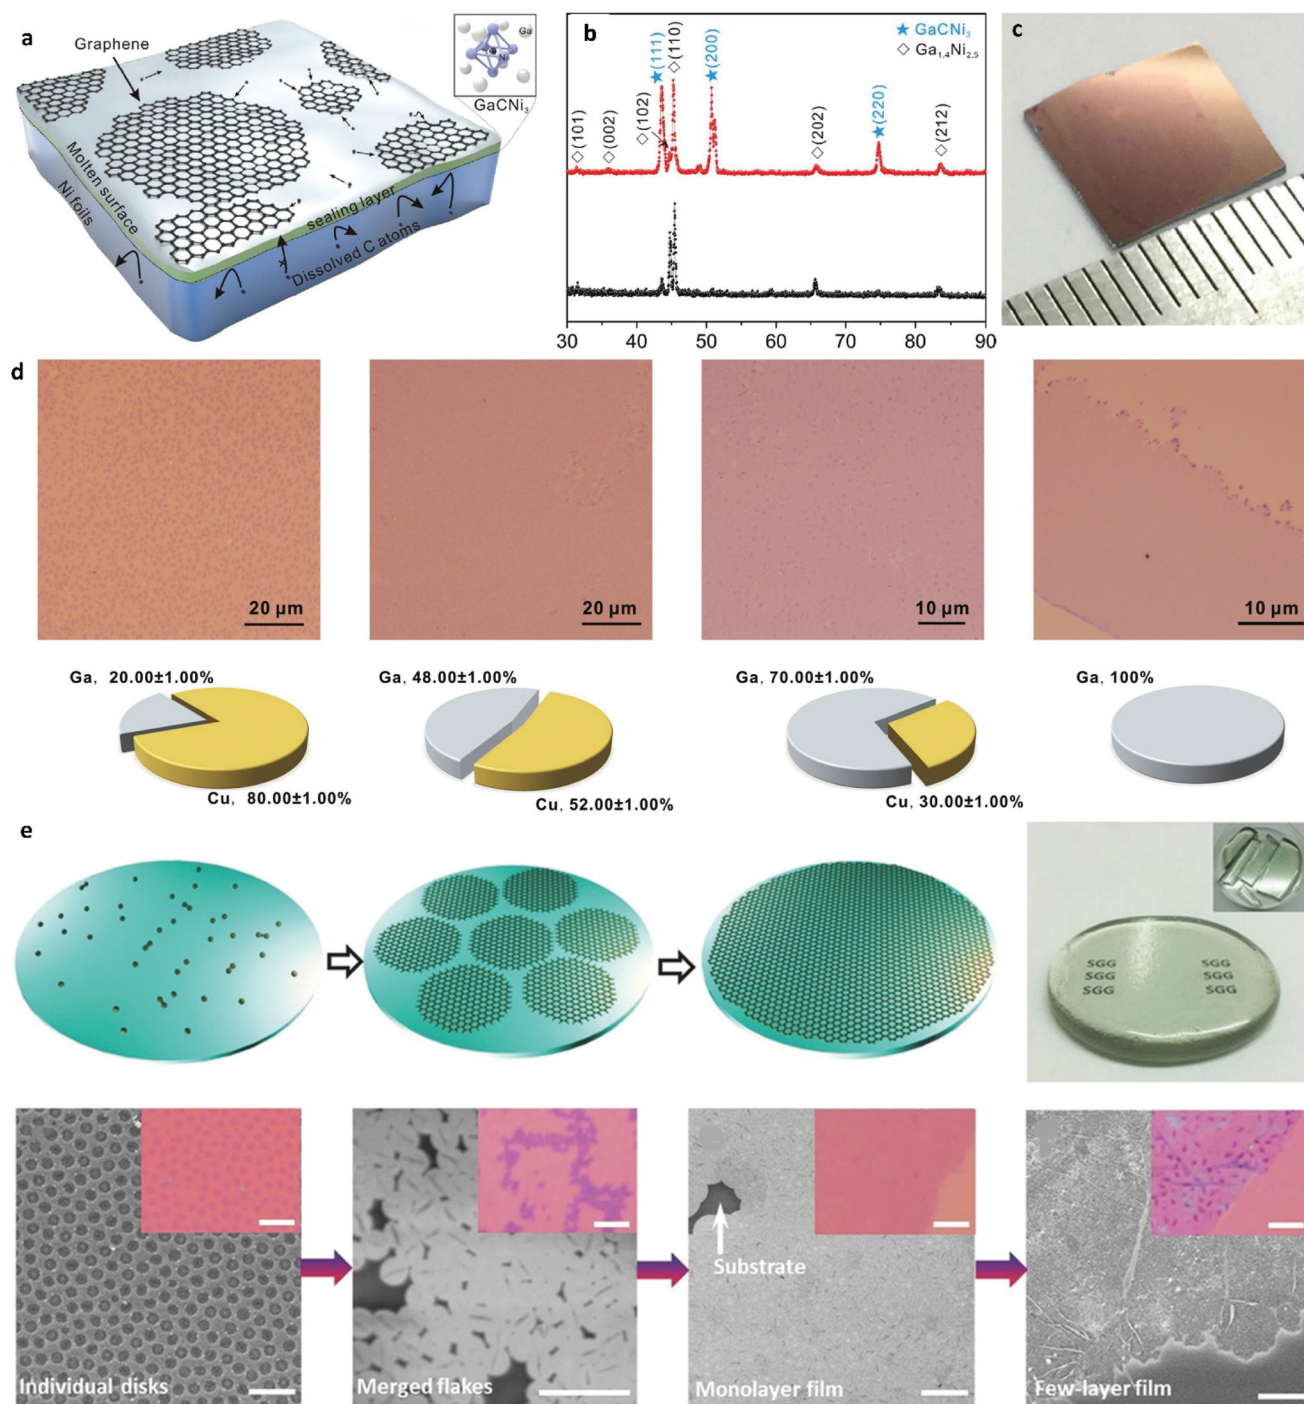 a
Graphene
Ga
C
Ni
GaCNi3
Molten surface
Ni foils
sealing layer
Dissolved C atoms
b
★ GaCNi3
◇ Ga1.4Ni2.5
◇(101)
◇(002)
◇(102)
★(111)
◇(110)
★(200)
◇(202)
★(220)
◇(212)
30 40 50 60 70 80 90
c
d
20 µm
20 µm
10 µm
10 µm
Ga, 20.00±1.00%
Cu, 80.00±1.00%
Ga, 48.00±1.00%
Cu, 52.00±1.00%
Ga, 70.00±1.00%
Cu, 30.00±1.00%
Ga, 100%
e
SGG SGG
SGG SGG
SGG SGG
Individual disks
Merged flakes
Substrate
Monolayer film
Few-layer film